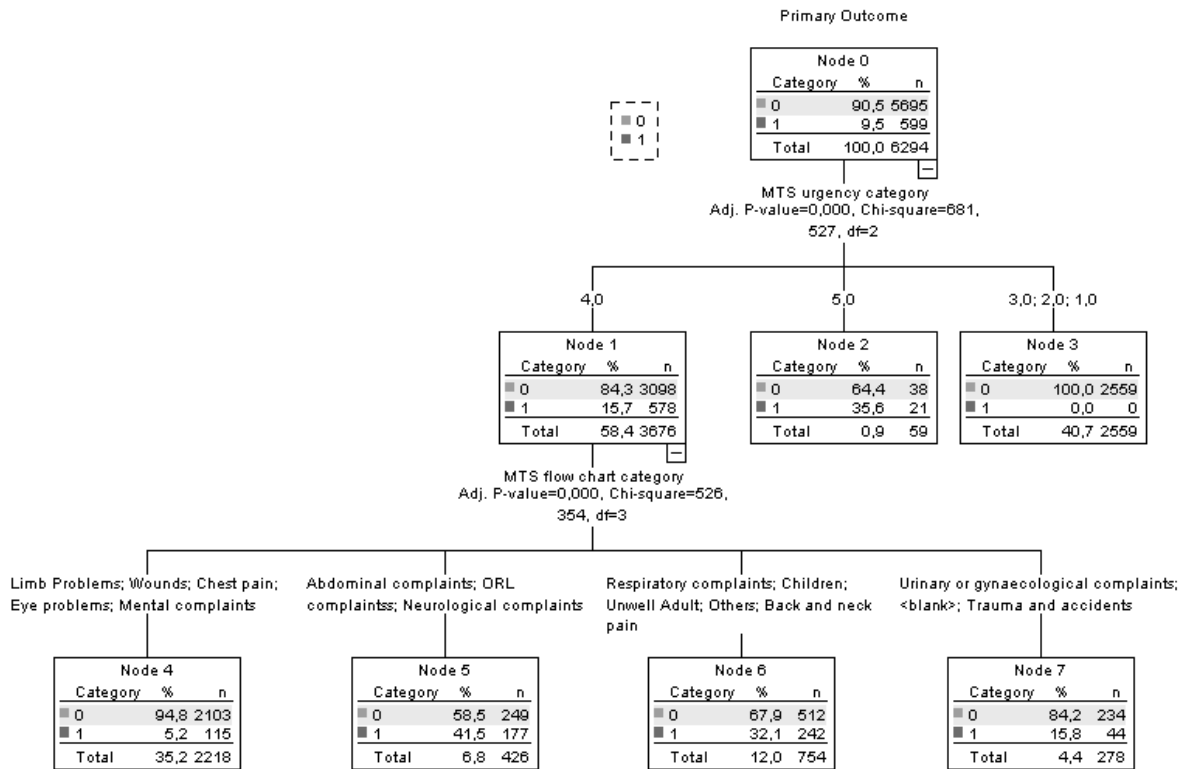 Primary Outcome
Node 0
Category % n
0 90,5 5695
1 9,5 599
Total 100,0 6294
0
1
MTS urgency category
Adj. P-value=0,000, Chi-square=681,
527, df=2
4,0
5,0
3,0; 2,0; 1,0
Node 1
Category % n
0 84,3 3098
1 15,7 578
Total 58,4 3676
Node 2
Category % n
0 64,4 38
1 35,6 21
Total 0,9 59
Node 3
Category % n
0 100,0 2559
1 0,0 0
Total 40,7 2559
MTS flow chart category
Adj. P-value=0,000, Chi-square=526,
354, df=3
Limb Problems; Wounds; Chest pain;
Eye problems; Mental complaints
Abdominal complaints; ORL
complaintss; Neurological complaints
Respiratory complaints; Children;
Unwell Adult; Others; Back and neck
pain
Urinary or gynaecological complaints;
<blank>; Trauma and accidents
Node 4
Category % n
0 94,8 2103
1 5,2 115
Total 35,2 2218
Node 5
Category % n
0 58,5 249
1 41,5 177
Total 6,8 426
Node 6
Category % n
0 67,9 512
1 32,1 242
Total 12,0 754
Node 7
Category % n
0 84,2 234
1 15,8 44
Total 4,4 278